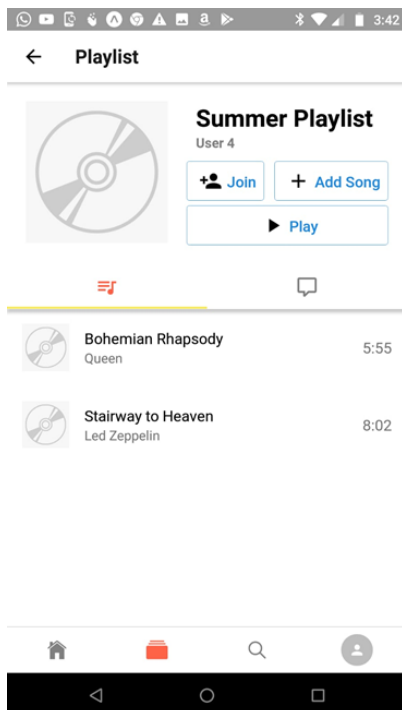 3:42
Playlist
Summer Playlist
User 4
Join
Add Song
Play
Bohemian Rhapsody
5:55
Queen
Stairway to Heaven
8:02
Led Zeppelin